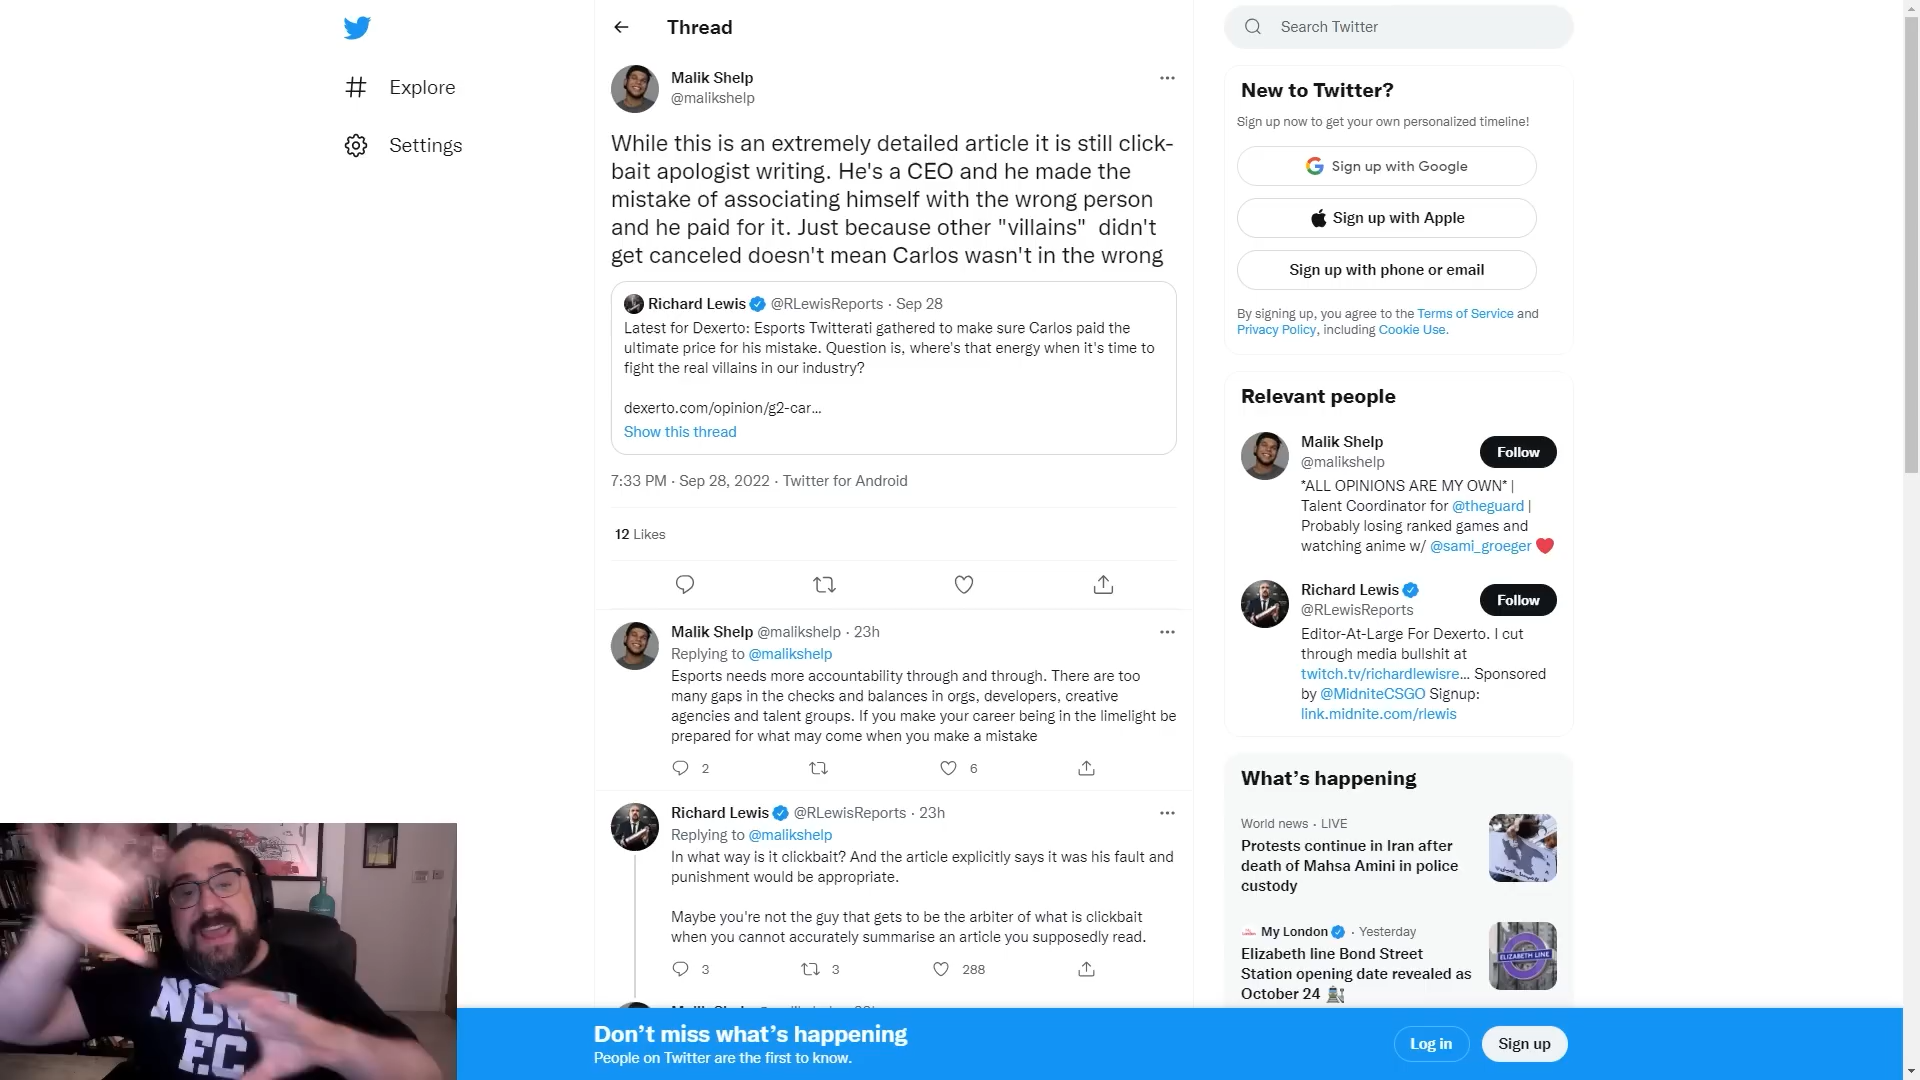 Explore
Settings
Thread
Malik Shelp
@malikshelp
While this is an extremely detailed article it is still click-
bait apologist writing. He's a CEO and he made the
mistake of associating himself with the wrong person
and he paid for it. Just because other "villains"  didn't
get canceled doesn't mean Carlos wasn't in the wrong
Richard Lewis @RLewisReports · Sep 28
Latest for Dexerto: Esports Twitterati gathered to make sure Carlos paid the
ultimate price for his mistake. Question is, where's that energy when it's time to
fight the real villains in our industry?
dexerto.com/opinion/g2-car...
Show this thread
7:33 PM · Sep 28, 2022 · Twitter for Android
12 Likes
Malik Shelp @malikshelp · 23h
Replying to @malikshelp
Esports needs more accountability through and through. There are too
many gaps in the checks and balances in orgs, developers, creative
agencies and talent groups. If you make your career being in the limelight be
prepared for what may come when you make a mistake
2 6
Richard Lewis @RLewisReports · 23h
Replying to @malikshelp
In what way is it clickbait? And the article explicitly says it was his fault and
punishment would be appropriate.
Maybe you're not the guy that gets to be the arbiter of what is clickbait
when you cannot accurately summarise an article you supposedly read.
3 3 288
Search Twitter
New to Twitter?
Sign up now to get your own personalized timeline!
Sign up with Google
Sign up with Apple
Sign up with phone or email
By signing up, you agree to the Terms of Service and
Privacy Policy, including Cookie Use.
Relevant people
Malik Shelp
@malikshelp
Follow
*ALL OPINIONS ARE MY OWN* |
Talent Coordinator for @theguard |
Probably losing ranked games and
watching anime w/ @sami_groeger ❤️
Richard Lewis
@RLewisReports
Follow
Editor-At-Large For Dexerto. I cut
through media bullshit at
twitch.tv/richardlewisre... Sponsored
by @MidniteCSGO Signup:
link.midnite.com/rlewis
What's happening
World news · LIVE
Protests continue in Iran after
death of Mahsa Amini in police
custody
My London · Yesterday
Elizabeth line Bond Street
Station opening date revealed as
October 24 🚉
ELIZABETH LINE
Don't miss what's happening
People on Twitter are the first to know.
Log in
Sign up
F.C